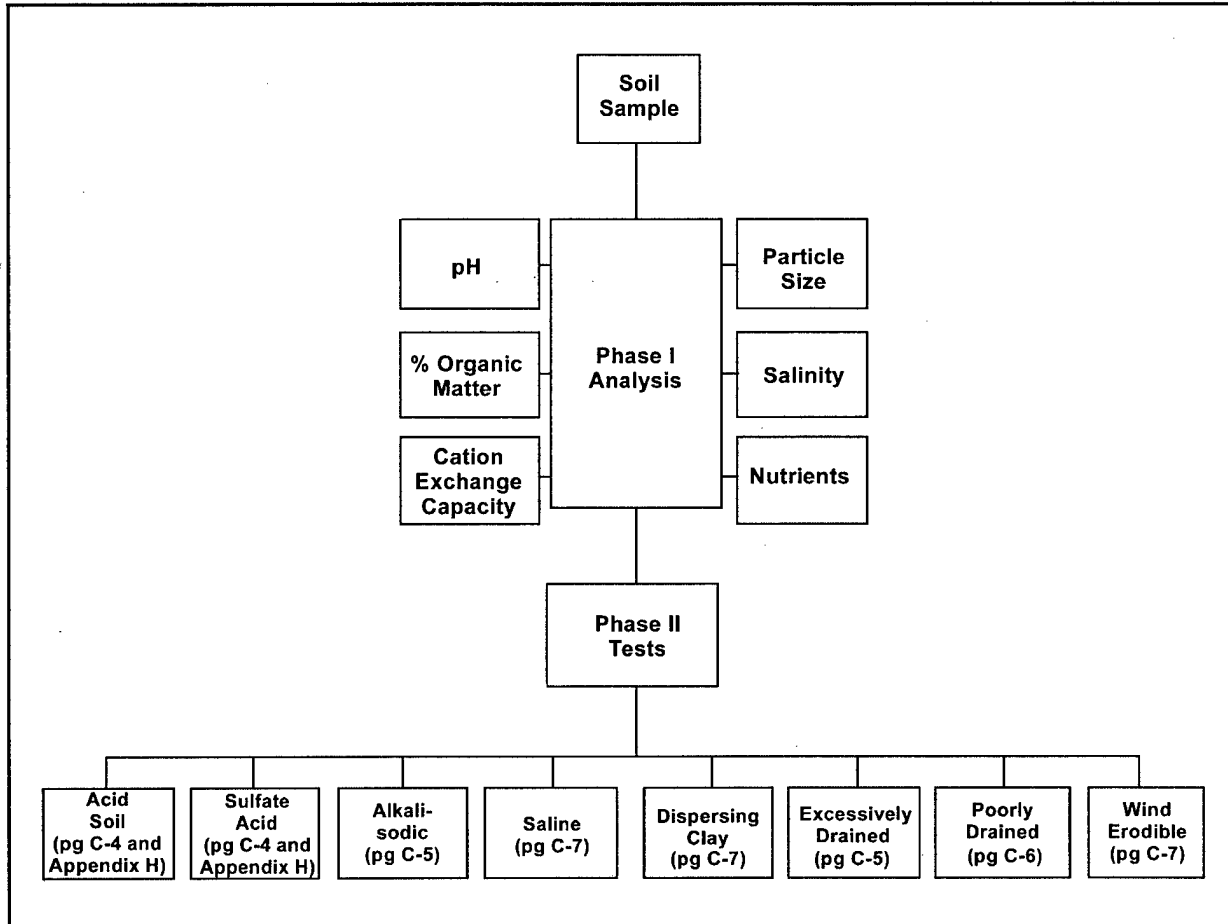 Soil
Sample
pH
Particle
Size
% Organic
Matter
Phase I
Analysis
Salinity
Cation
Exchange
Capacity
Nutrients
Phase II
Tests
Acid
Soil
(pg C-4 and
Appendix H)
Sulfate
Acid
(pg C-4 and
Appendix H)
Alkali-
sodic
(pg C-5)
Saline
(pg C-7)
Dispersing
Clay
(pg C-7)
Excessively
Drained
(pg C-5)
Poorly
Drained
(pg C-6)
Wind
Erodible
(pg C-7)